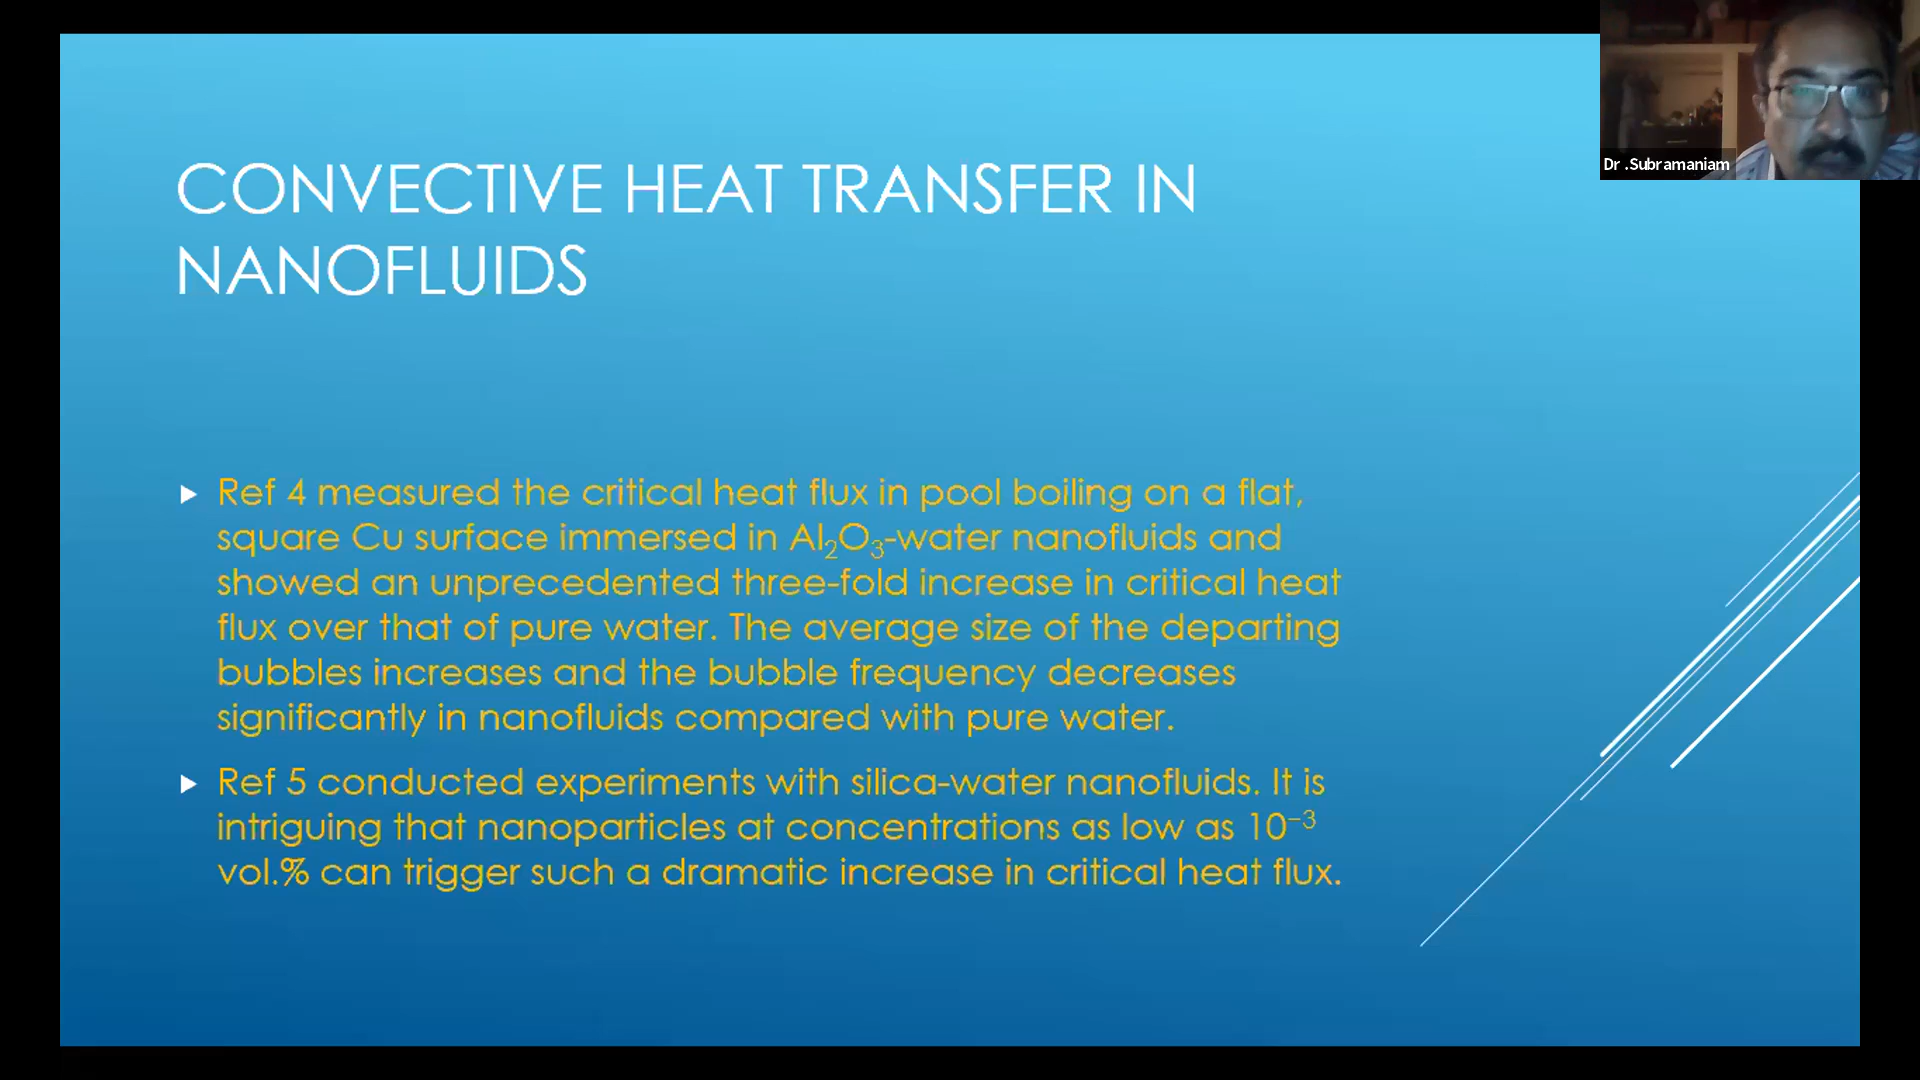 Dr .Subramaniam
CONVECTIVE HEAT TRANSFER IN
NANOFLUIDS
Ref 4 measured the critical heat flux in pool boiling on a flat,
square Cu surface immersed in Al₂O₃-water nanofluids and
showed an unprecedented three-fold increase in critical heat
flux over that of pure water. The average size of the departing
bubbles increases and the bubble frequency decreases
significantly in nanofluids compared with pure water.
Ref 5 conducted experiments with silica-water nanofluids. It is
intriguing that nanoparticles at concentrations as low as 10⁻³
vol.% can trigger such a dramatic increase in critical heat flux.